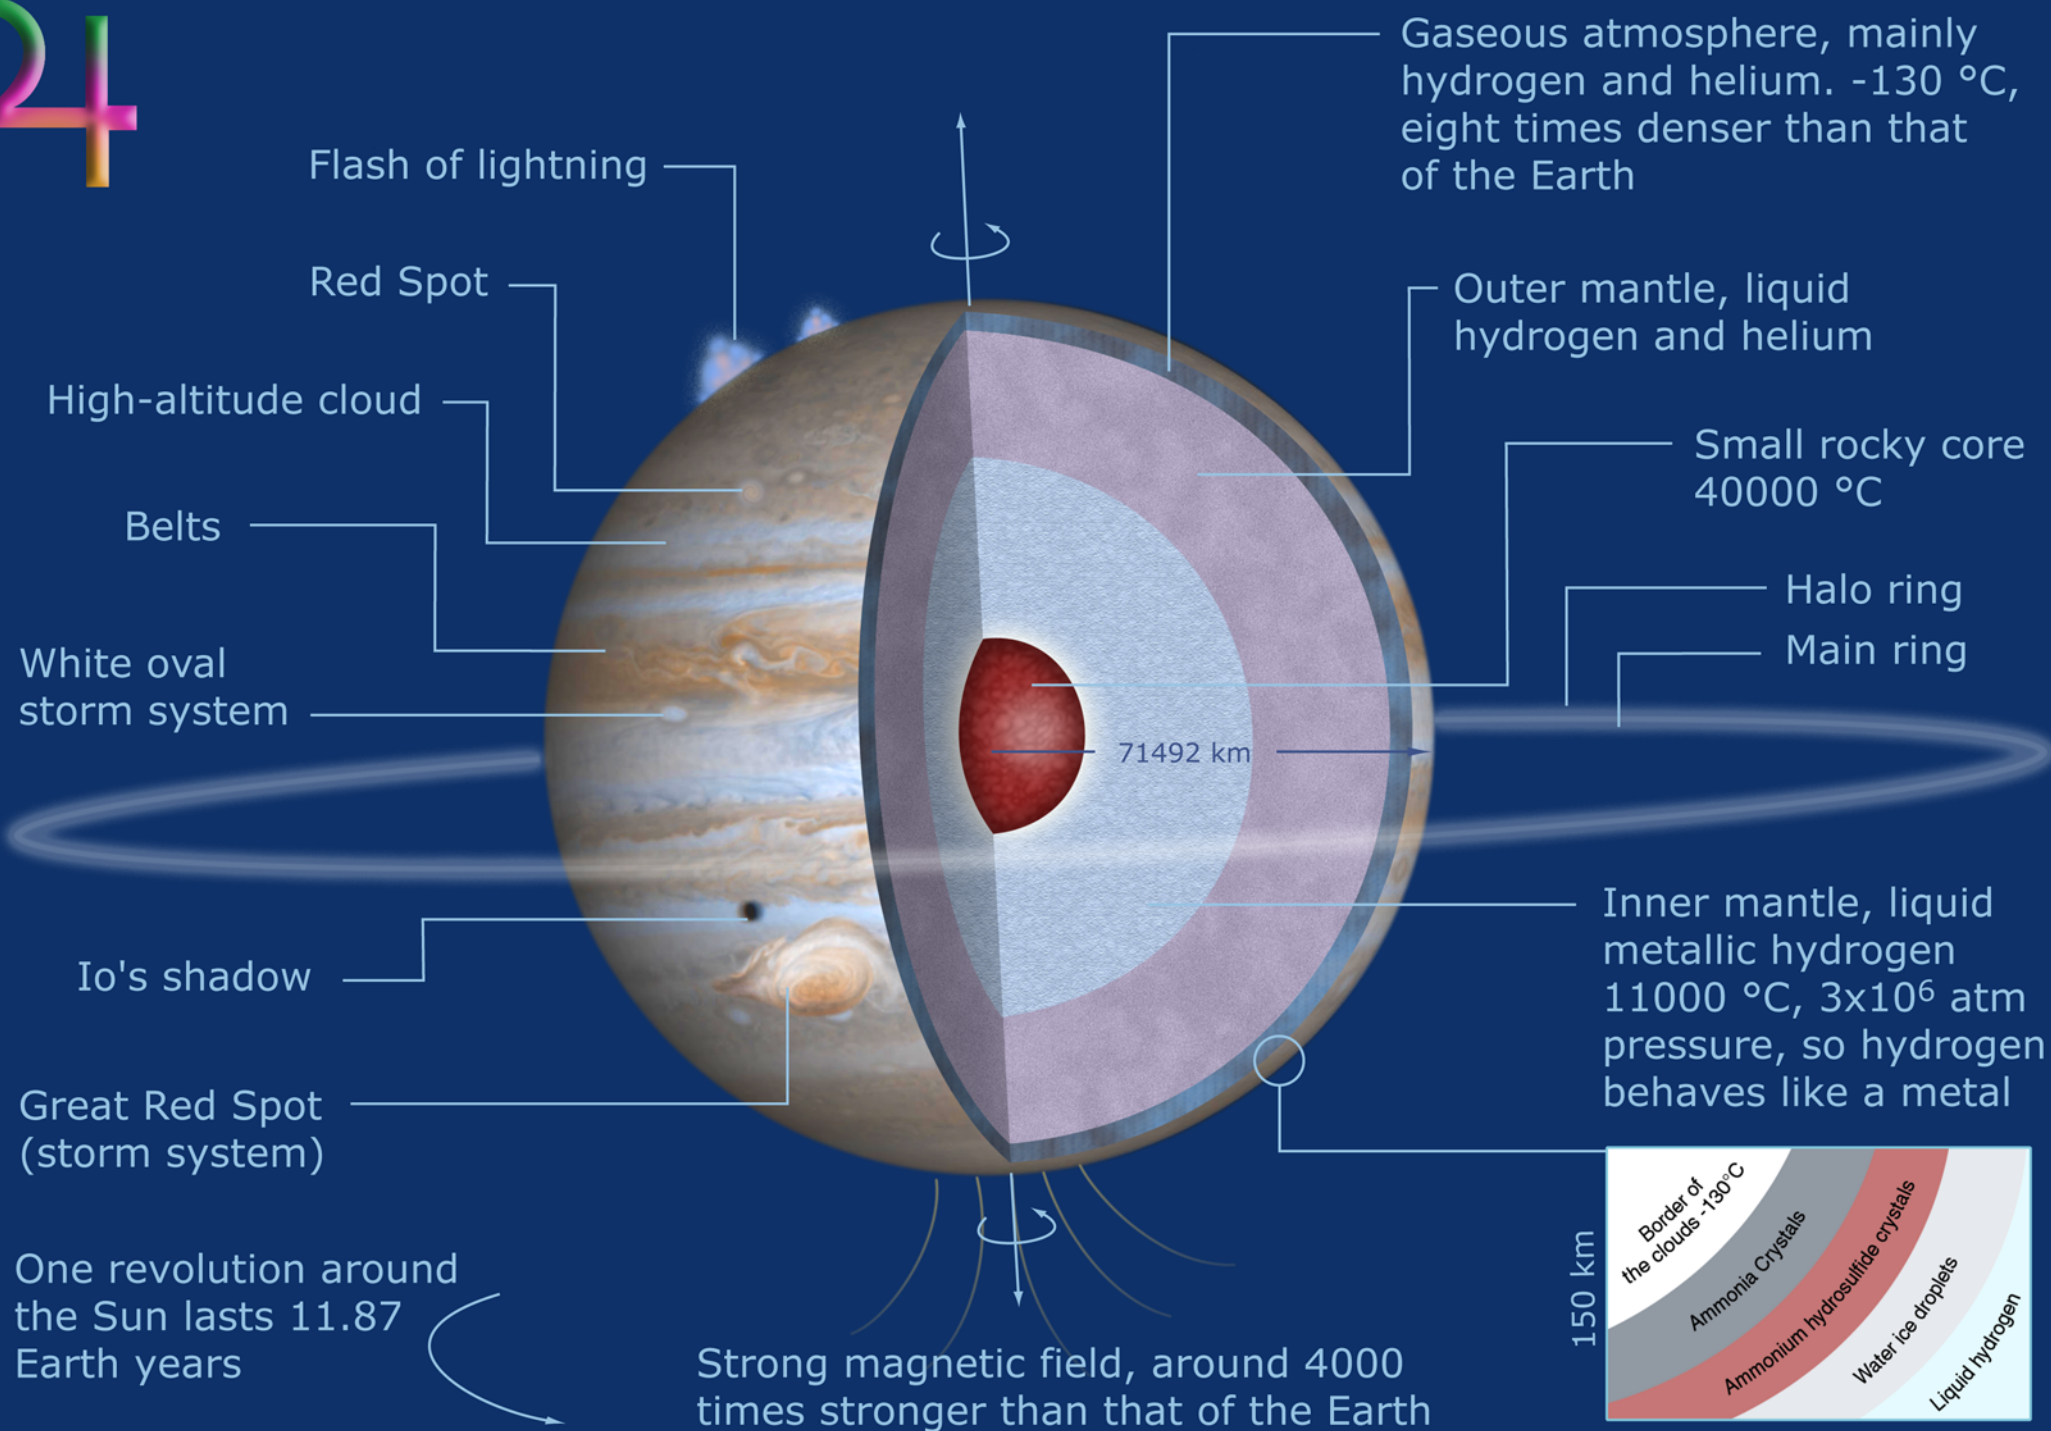 Gaseous atmosphere, mainly
hydrogen and helium. -130 °C,
eight times denser than that
of the Earth
Flash of lightning
Red Spot
Outer mantle, liquid
hydrogen and helium
High-altitude cloud
Small rocky core
40000 °C
Belts
Halo ring
Main ring
White oval
storm system
71492 km
Io's shadow
Inner mantle, liquid
metallic hydrogen
11000 °C, 3x10⁶ atm
pressure, so hydrogen
behaves like a metal
Great Red Spot
(storm system)
One revolution around
the Sun lasts 11.87
Earth years
Strong magnetic field, around 4000
times stronger than that of the Earth
150 km
Border of
the clouds -130°C
Ammonia Crystals
Ammonium hydrosulfide crystals
Water ice droplets
Liquid hydrogen